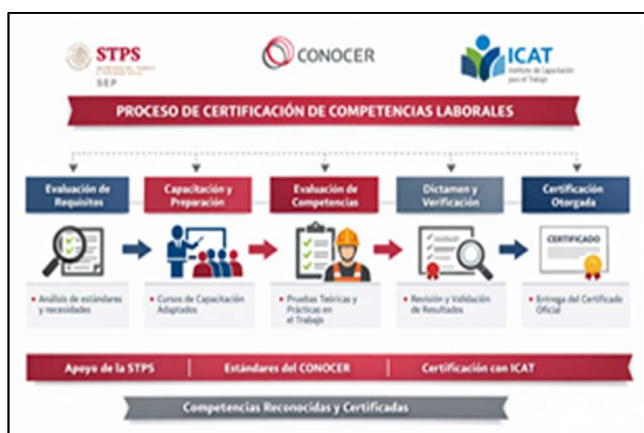 STPS
SEP
CONOCER
ICAT
Instituto de Capacitación
para el Trabajo
PROCESO DE CERTIFICACIÓN DE COMPETENCIAS LABORALES
Evaluación de
Requisitos
Capacitación y
Preparación
Evaluación de
Competencias
Dictamen y
Verificación
Certificación
Otorgada
CERTIFICADO
Análisis de estándares
y necesidades
Cursos de Capacitación
Adaptados
Pruebas Teóricas y
Prácticas en
el Trabajo
Revisión y Validación
de Resultados
Entrega del Certificado
Oficial
Apoyo de la STPS
Estándares del CONOCER
Certificación con ICAT
Competencias Reconocidas y Certificadas